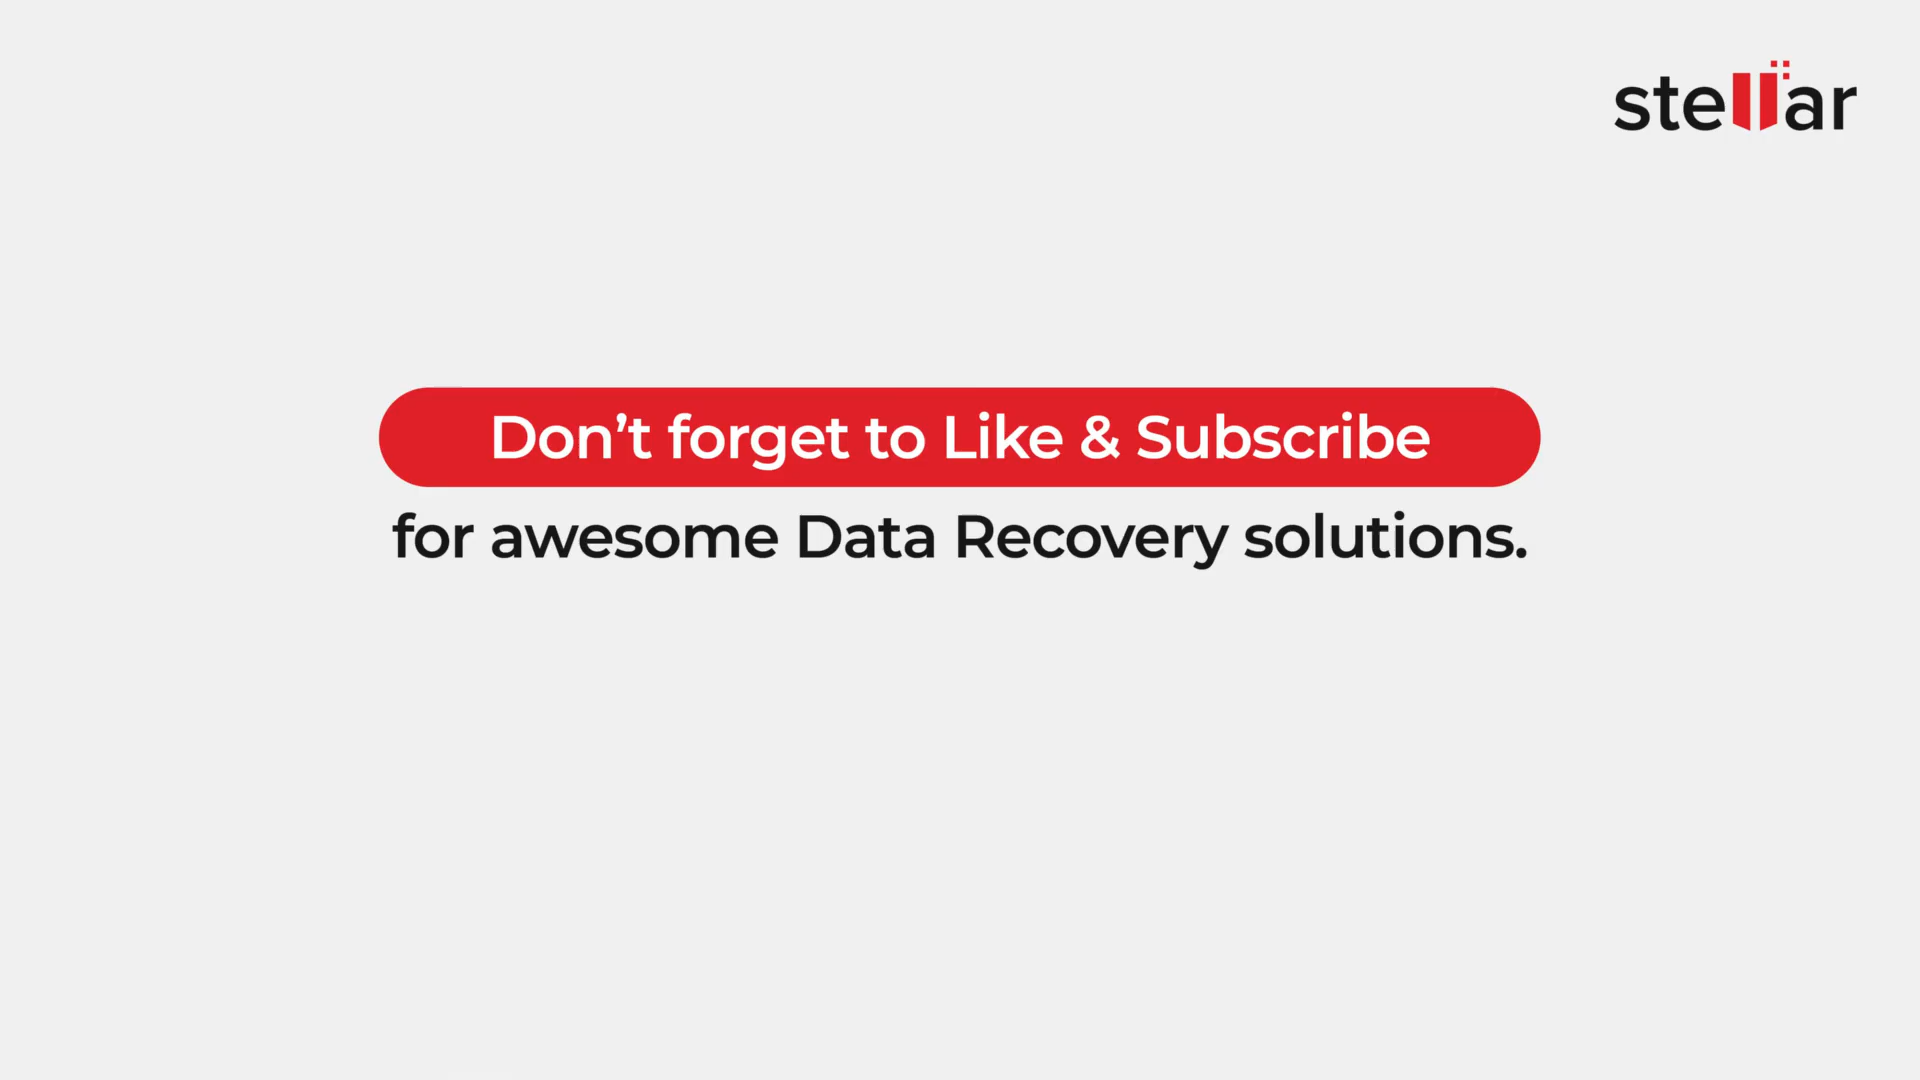 stellar
Don’t forget to Like & Subscribe
for awesome Data Recovery solutions.